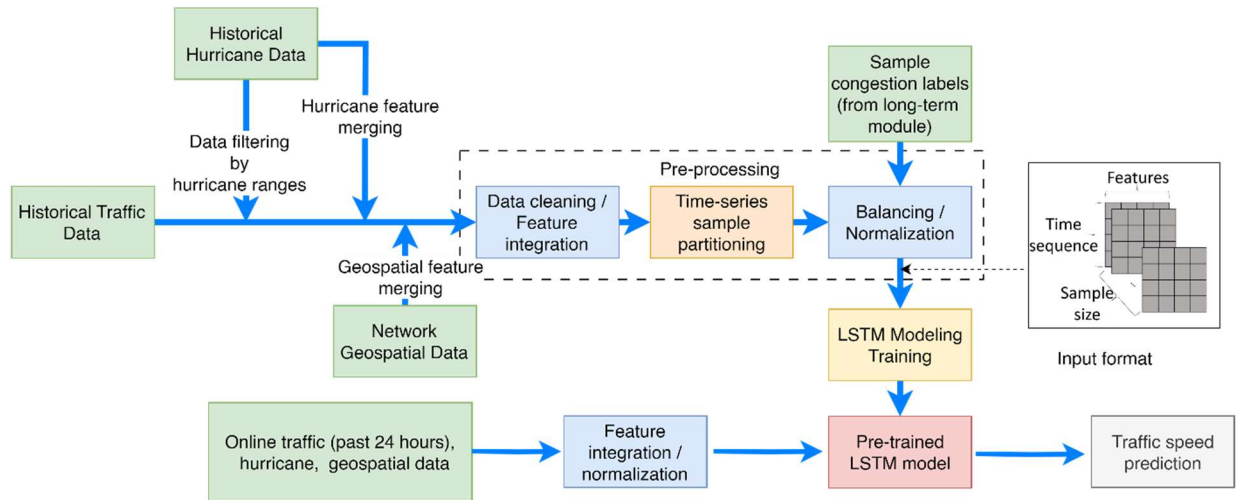 Historical
Hurricane Data
Sample
congestion labels
(from long-term
module)
Hurricane feature
merging
Data filtering
by
hurricane ranges
Pre-processing
Historical Traffic
Data
Data cleaning /
Feature
integration
Time-series
sample
partitioning
Balancing /
Normalization
Features
Time
sequence
Sample
size
Input format
Geospatial feature
merging
Network
Geospatial Data
LSTM Modeling
Training
Online traffic (past 24 hours),
hurricane, geospatial data
Feature
integration /
normalization
Pre-trained
LSTM model
Traffic speed
prediction